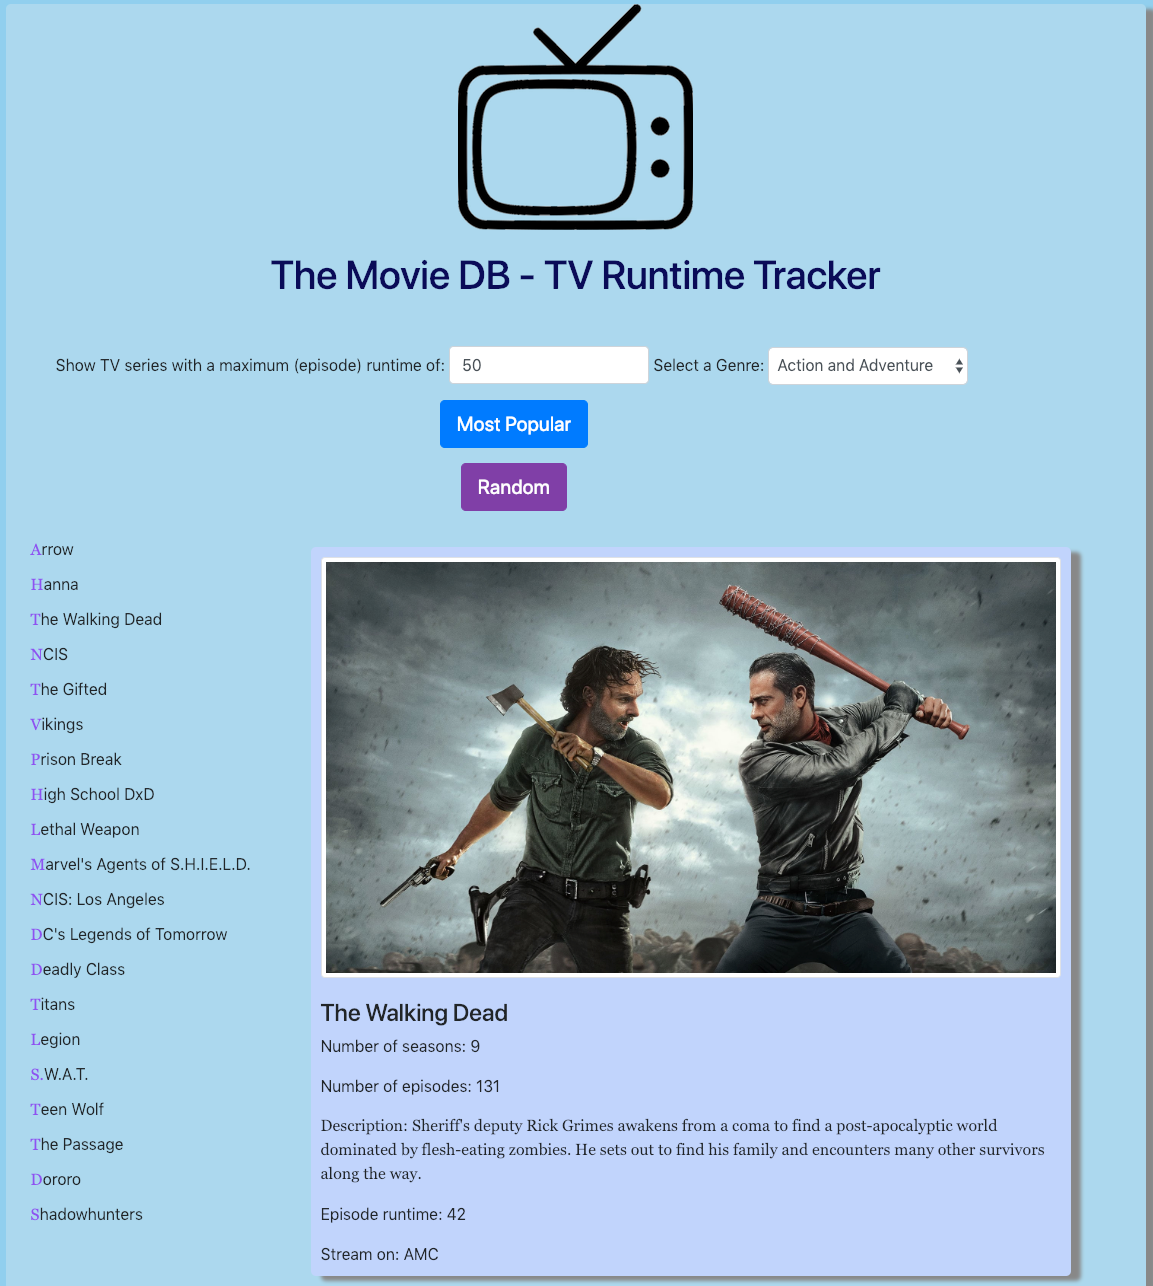 The Movie DB - TV Runtime Tracker
Show TV series with a maximum (episode) runtime of: 50 Select a Genre: Action and Adventure
Most Popular
Random
Arrow
Hanna
The Walking Dead
NCIS
The Gifted
Vikings
Prison Break
High School DxD
Lethal Weapon
Marvel's Agents of S.H.I.E.L.D.
NCIS: Los Angeles
DC's Legends of Tomorrow
Deadly Class
Titans
Legion
S.W.A.T.
Teen Wolf
The Passage
Dororo
Shadowhunters
The Walking Dead
Number of seasons: 9
Number of episodes: 131
Description: Sheriff's deputy Rick Grimes awakens from a coma to find a post-apocalyptic world
dominated by flesh-eating zombies. He sets out to find his family and encounters many other survivors
along the way.
Episode runtime: 42
Stream on: AMC